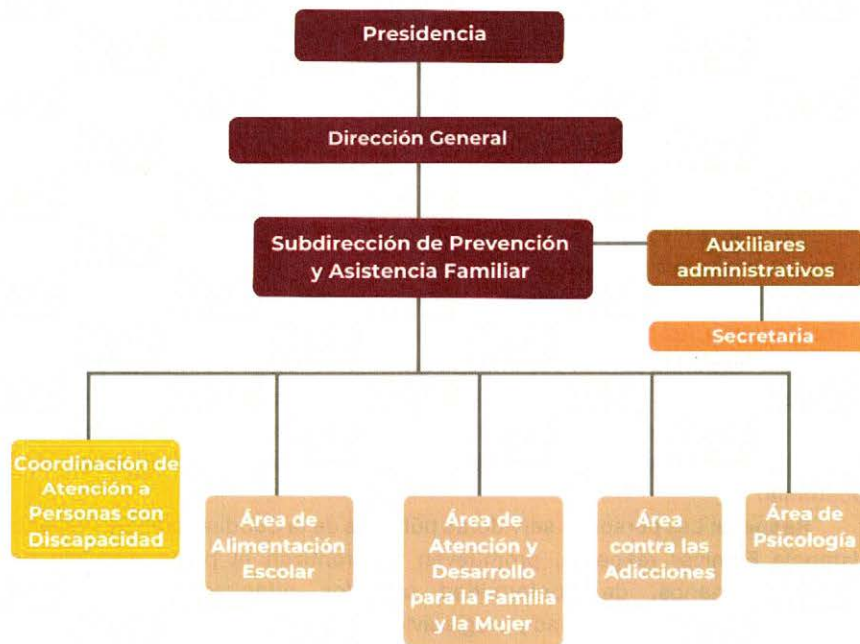 Presidencia
Dirección General
Subdirección de Prevención
y Asistencia Familiar
Auxiliares
administrativos
Secretaria
Coordinación de
Atención a
Personas con
Discapacidad
Área de
Alimentación
Escolar
Área de
Atención y
Desarrollo
para la Familia
y la Mujer
Área
contra las
Adicciones
Área de
Psicología